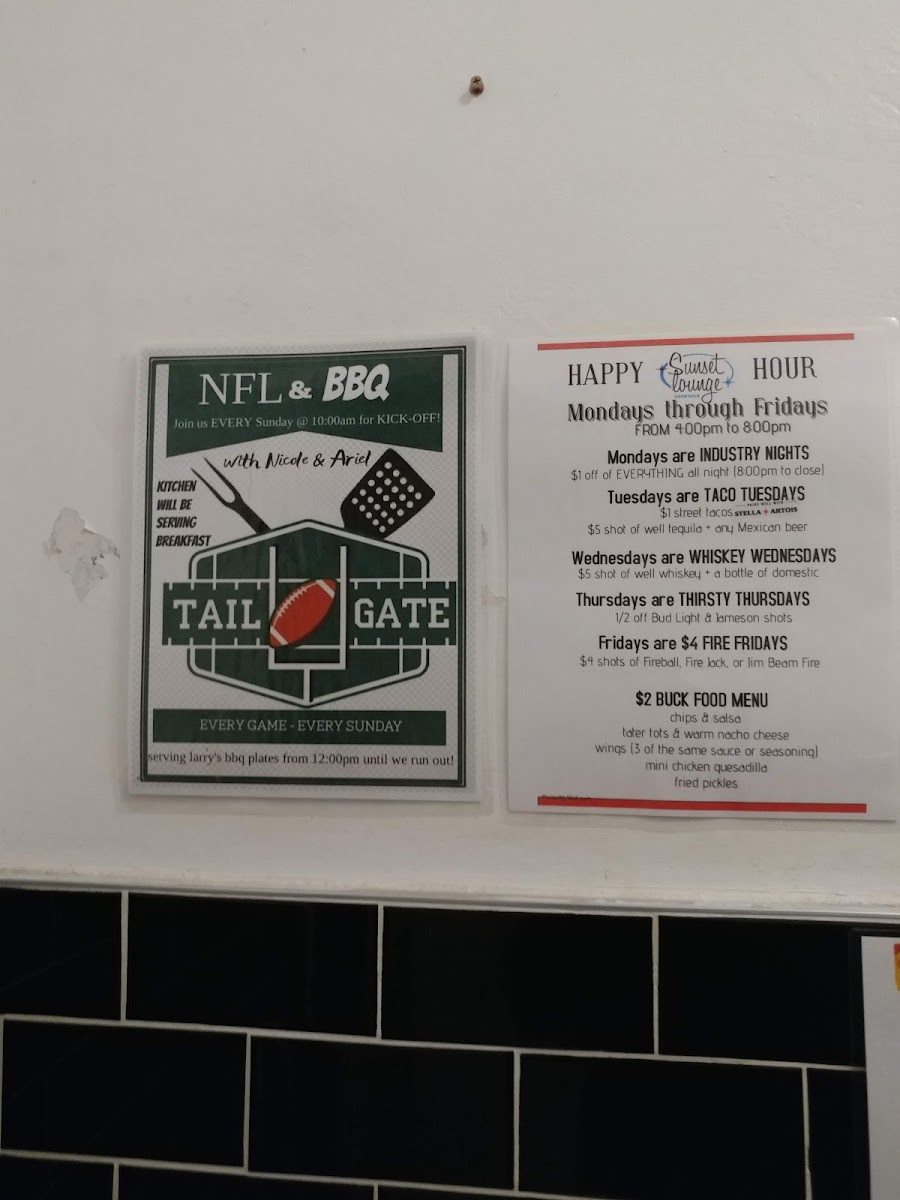 NFL & BBQ
Join us EVERY Sunday @ 10:00am for KICK-OFF!
with Nicole & Ariel
KITCHEN
WILL BE
SERVING
BREAKFAST
TAIL GATE
EVERY GAME - EVERY SUNDAY
serving larry's bbq plates from 12:00pm until we run out!
HAPPY Sunset lounge HOUR
Mondays through Fridays
FROM 4:00pm to 8:00pm
Mondays are INDUSTRY NIGHTS
$1 off of EVERYTHING all night (8:00pm to close)
Tuesdays are TACO TUESDAYS
$1 street tacos STELLA ARTOIS
$5 shot of well tequila + any Mexican beer
Wednesdays are WHISKEY WEDNESDAYS
$5 shot of well whiskey + a bottle of domestic
Thursdays are THIRSTY THURSDAYS
1/2 off Bud Light & Jameson shots
Fridays are $4 FIRE FRIDAYS
$4 shots of Fireball, Fire Jack, or Jim Beam Fire
$2 BUCK FOOD MENU
chips & salsa
tater tots & warm nacho cheese
wings (3 of the same sauce or seasoning)
mini chicken quesadilla
fried pickles